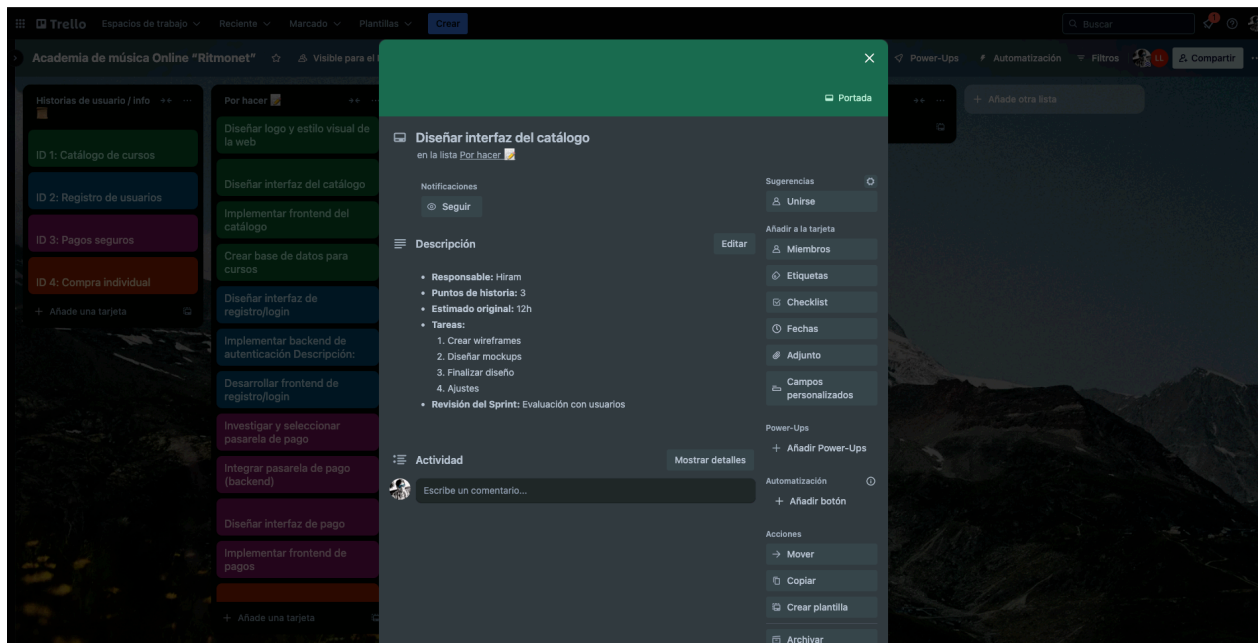 Trello
Espacios de trabajo
Reciente
Marcado
Plantillas
Crear
Buscar
Academia de música Online “Ritmonet”
Visible para el
Power-Ups
Automatización
Filtros
LL
Compartir
Historias de usuario / info
ID 1: Catálogo de cursos
ID 2: Registro de usuarios
ID 3: Pagos seguros
ID 4: Compra individual
+ Añade una tarjeta
Por hacer
Diseñar logo y estilo visual de
la web
Diseñar interfaz del catálogo
Implementar frontend del
catálogo
Crear base de datos para
cursos
Diseñar interfaz de
registro/login
Implementar backend de
autenticación Descripción:
Desarrollar frontend de
registro/login
Investigar y seleccionar
pasarela de pago
Integrar pasarela de pago
(backend)
Diseñar interfaz de pago
Implementar frontend de
pagos
+ Añade una tarjeta
Portada
Diseñar interfaz del catálogo
en la lista Por hacer
Notificaciones
Seguir
Descripción
Editar
• Responsable: Hiram
• Puntos de historia: 3
• Estimado original: 12h
• Tareas:
1. Crear wireframes
2. Diseñar mockups
3. Finalizar diseño
4. Ajustes
• Revisión del Sprint: Evaluación con usuarios
Actividad
Mostrar detalles
Escribe un comentario...
Sugerencias
Unirse
Añadir a la tarjeta
Miembros
Etiquetas
Checklist
Fechas
Adjunto
Campos
personalizados
Power-Ups
+ Añadir Power-Ups
Automatización
+ Añadir botón
Acciones
Mover
Copiar
Crear plantilla
Archivar
+ Añade otra lista